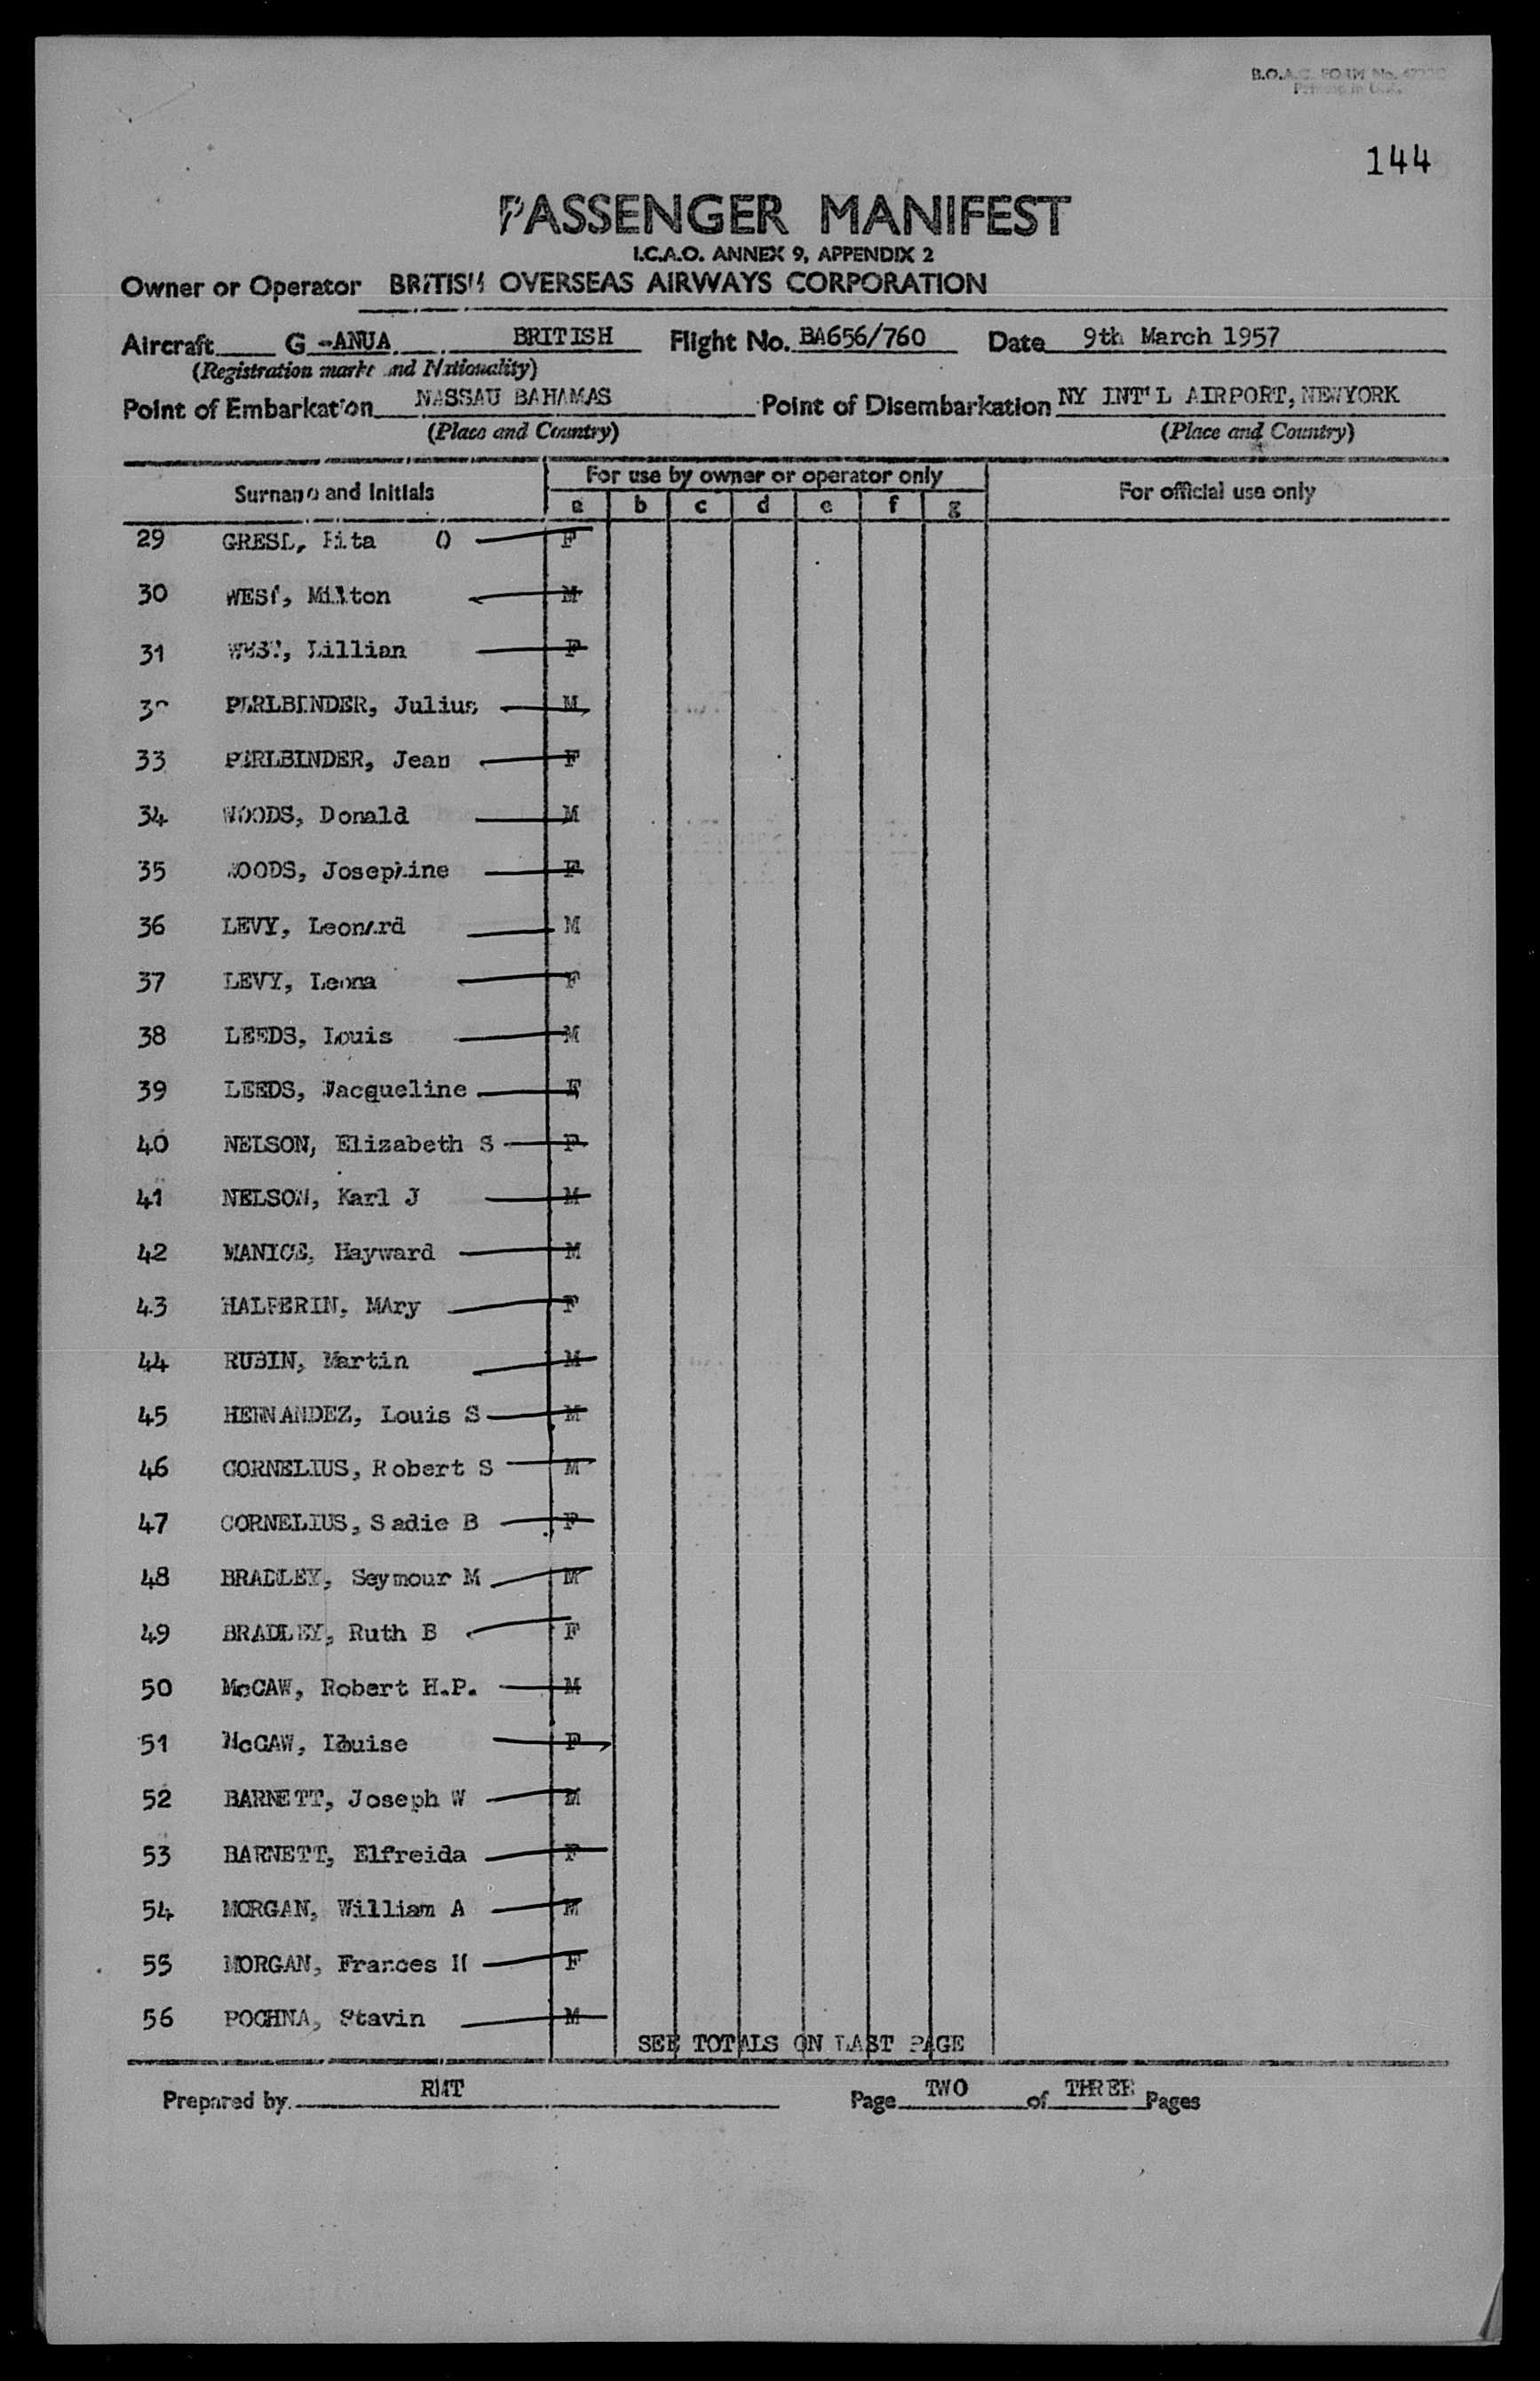 B.O.A.C. FORM No.
144
PASSENGER MANIFEST
I.C.A.O. ANNEX 9, APPENDIX 2
Owner or Operator BRITISH OVERSEAS AIRWAYS CORPORATION
Aircraft G-ANUA BRITISH Flight No. BA656/760 Date 9th March 1957
(Registration marks and Nationality)
Point of Embarkation NASSAU BAHAMAS Point of Disembarkation NY INT'L AIRPORT, NEWYORK
(Place and Country) (Place and Country)
For use by owner or operator only
Surname and Initials For official use only
a b c d e f g
29 GRESL, Rita O F
30 WEST, Milton M
31 WEST, Lillian F
32 PERLBINDER, Julius M
33 PERLBINDER, Jean F
34 WOODS, Donald M
35 WOODS, Josephine F
36 LEVY, Leonard M
37 LEVY, Leona F
38 LEEDS, Louis M
39 LEEDS, Jacqueline F
40 NELSON, Elizabeth S F
41 NELSON, Karl J M
42 MANICE, Hayward M
43 HALPERIN, MAry F
44 RUBIN, Martin M
45 HERNANDEZ, Louis S M
46 CORNELIUS, Robert S M
47 CORNELIUS, Sadie B F
48 BRADLEY, Seymour M M
49 BRADLEY, Ruth B F
50 McCAW, Robert H.P. M
51 McCAW, Louise F
52 BARNETT, Joseph W M
53 BARNETT, Elfreida F
54 MORGAN, William A M
55 MORGAN, Frances H F
56 POCHNA, Stavin M
SEE TOTALS ON LAST PAGE
Prepared by RMT Page TWO of THREE Pages